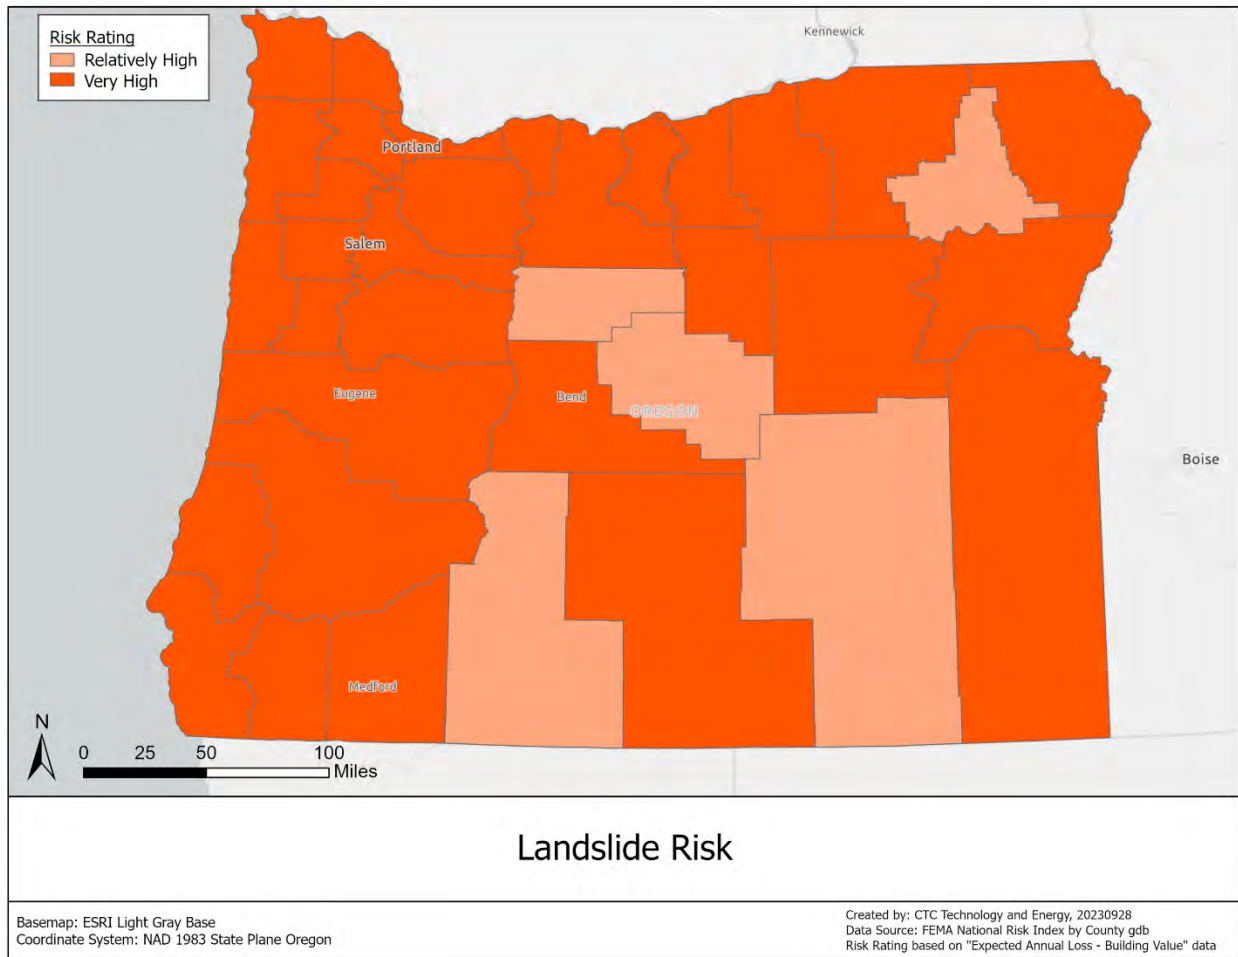 Risk Rating
Relatively High
Very High
Kennewick
Portland
Salem
Eugene
Bend
OREGON
Boise
Medford
N
0 25 50 100
Miles
Landslide Risk
Basemap: ESRI Light Gray Base
Coordinate System: NAD 1983 State Plane Oregon
Created by: CTC Technology and Energy, 20230928
Data Source: FEMA National Risk Index by County gdb
Risk Rating based on "Expected Annual Loss - Building Value" data